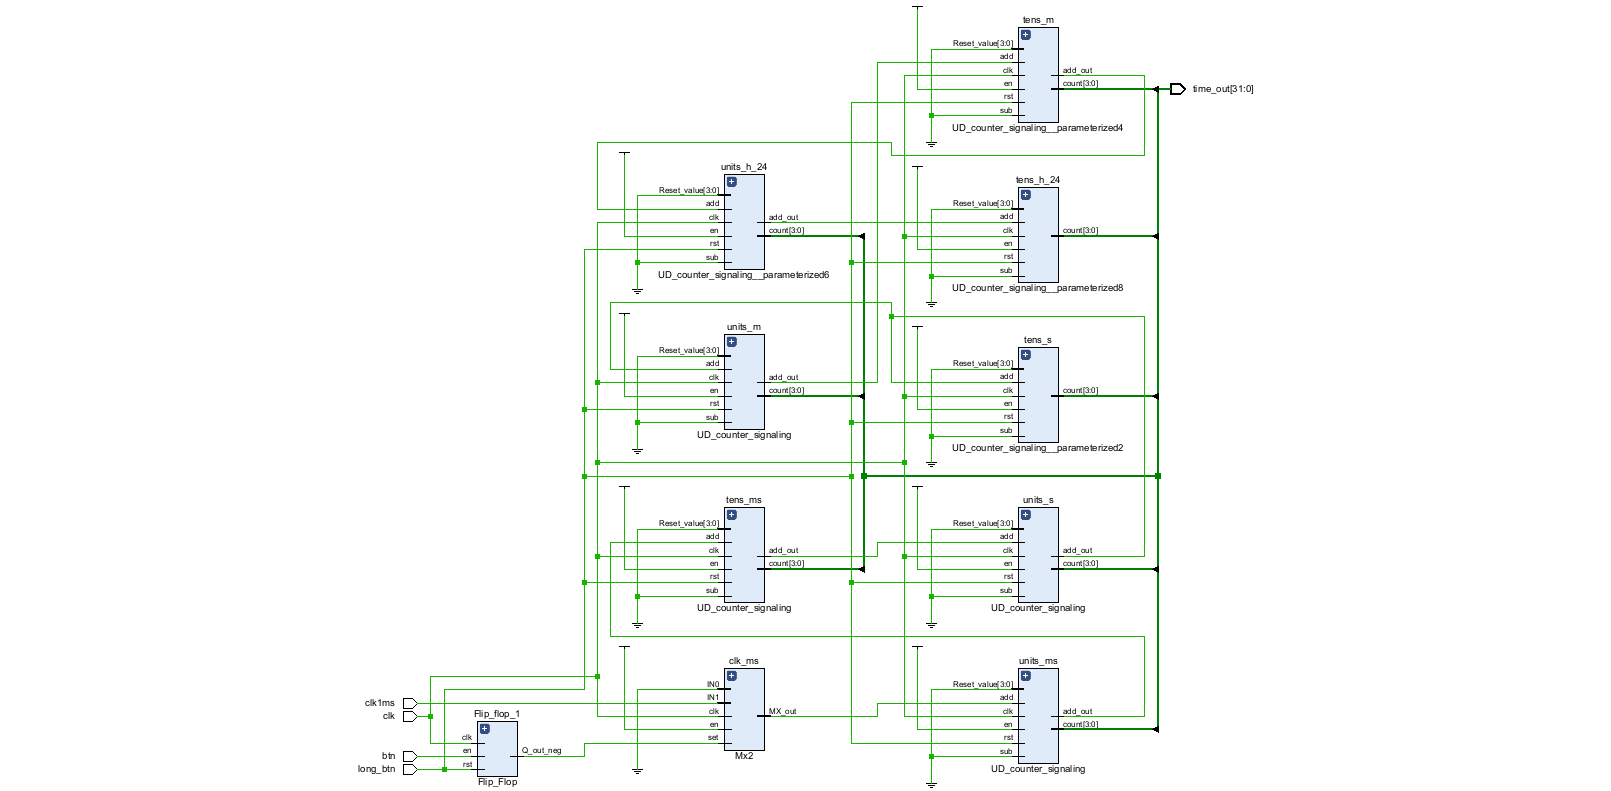 tens_m
Reset_value[3:0]
add
clk
en
rst
sub
add_out
count[3:0]
UD_counter_signaling__parameterized4
time_out[31:0]
units_h_24
Reset_value[3:0]
add
clk
en
rst
sub
add_out
count[3:0]
UD_counter_signaling__parameterized6
tens_h_24
Reset_value[3:0]
add
clk
en
rst
sub
count[3:0]
UD_counter_signaling__parameterized8
units_m
Reset_value[3:0]
add
clk
en
rst
sub
add_out
count[3:0]
UD_counter_signaling
tens_s
Reset_value[3:0]
add
clk
en
rst
sub
count[3:0]
UD_counter_signaling__parameterized2
tens_ms
Reset_value[3:0]
add
clk
en
rst
sub
add_out
count[3:0]
UD_counter_signaling
units_s
Reset_value[3:0]
add
clk
en
rst
sub
add_out
count[3:0]
UD_counter_signaling
clk_ms
IN0
IN1
clk
en
set
MX_out
Mx2
units_ms
Reset_value[3:0]
add
clk
en
rst
sub
add_out
count[3:0]
UD_counter_signaling
clk1ms
clk
btn
long_btn
Flip_flop_1
clk
en
rst
Q_out_neg
Flip_Flop